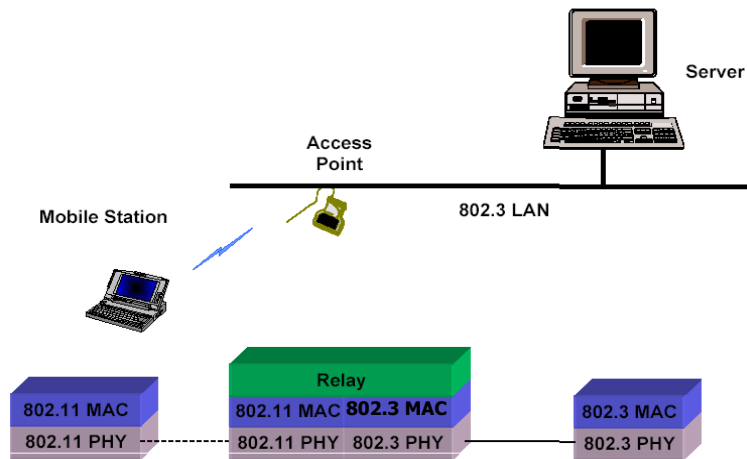 Server
Access
Point
802.3 LAN
Mobile Station
Relay
802.11 MAC
802.11 MAC
802.3 MAC
802.3 MAC
802.11 PHY
802.11 PHY
802.3 PHY
802.3 PHY